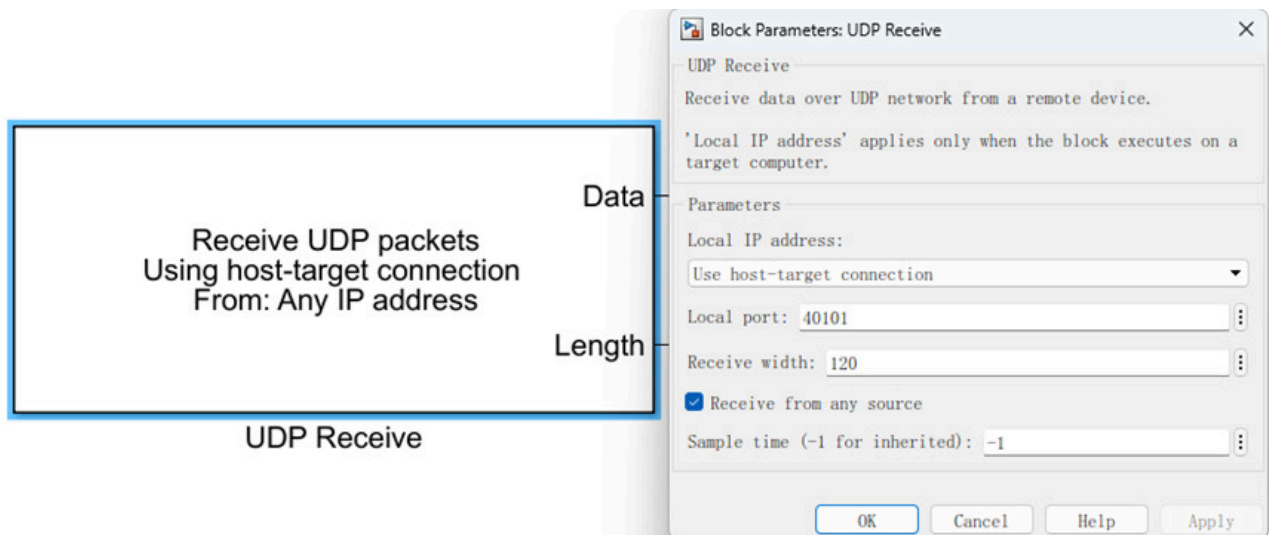 Receive UDP packets
Using host-target connection
From: Any IP address
Data
Length
UDP Receive
Block Parameters: UDP Receive
UDP Receive
Receive data over UDP network from a remote device.
'Local IP address' applies only when the block executes on a
target computer.
Parameters
Local IP address:
Use host-target connection
Local port: 40101
Receive width: 120
Receive from any source
Sample time (-1 for inherited): -1
OK Cancel Help Apply